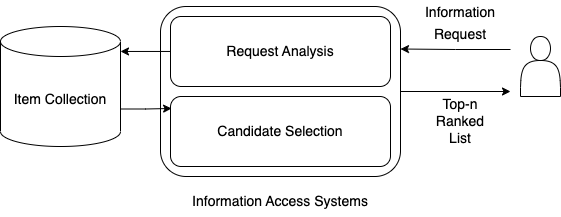 Information
Request
Request Analysis
Item Collection
Top-n
Ranked
List
Candidate Selection
Information Access Systems